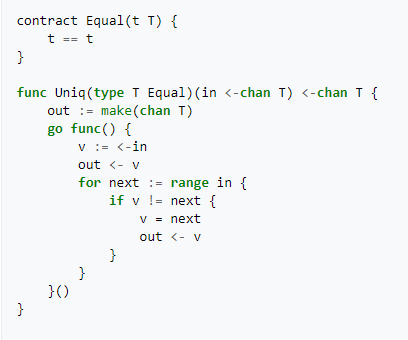 contract Equal(t T) {
    t == t
}

func Uniq(type T Equal)(in <-chan T) <-chan T {
    out := make(chan T)
    go func() {
        v := <-in
        out <- v
        for next := range in {
            if v != next {
                v = next
                out <- v
            }
        }
    }()
}